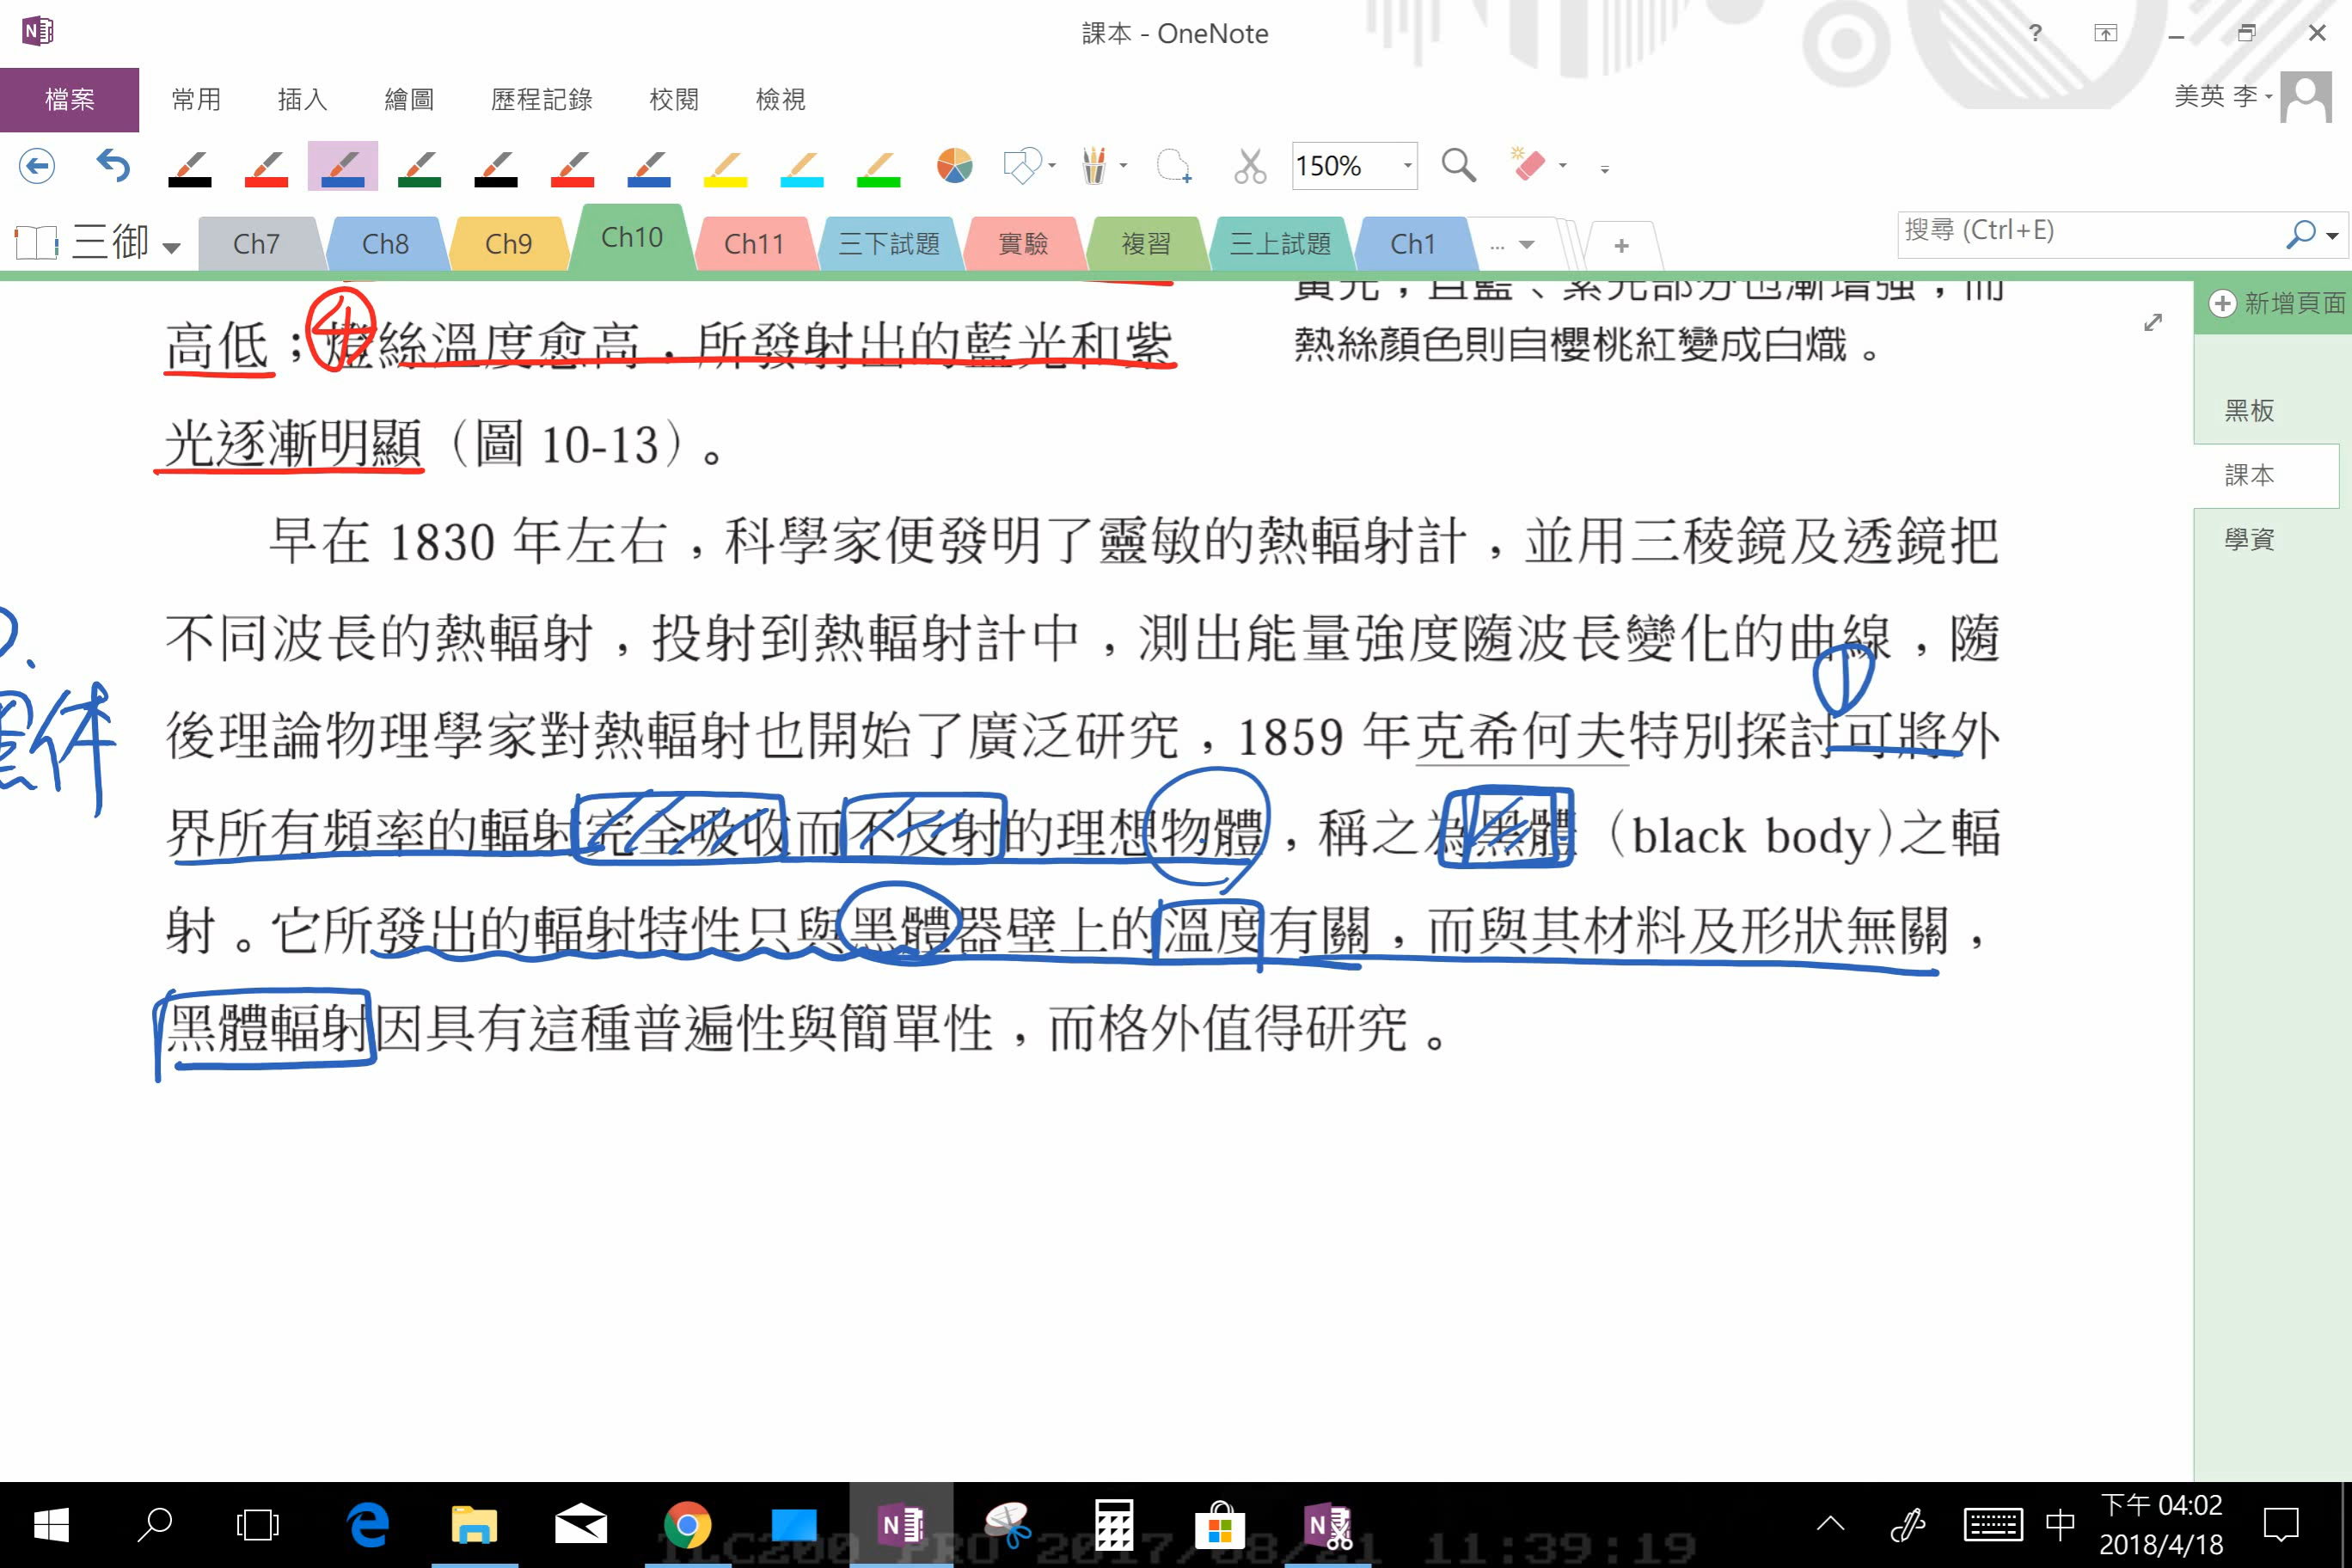 課本 - OneNote
?
檔案 常用 插入 繪圖 歷程記錄 校閱 檢視
美英 李
150%
三御 Ch7 Ch8 Ch9 Ch10 Ch11 三下試題 實驗 複習 三上試題 Ch1 ... +
搜尋 (Ctrl+E)
新增頁面
黑板
課本
學資
熱絲顏色則自櫻桃紅變成白熾。
④
高低；燈絲溫度愈高，所發射出的藍光和紫
光逐漸明顯（圖 10-13）。
早在 1830 年左右，科學家便發明了靈敏的熱輻射計，並用三稜鏡及透鏡把
不同波長的熱輻射，投射到熱輻射計中，測出能量強度隨波長變化的曲線，隨
①
後理論物理學家對熱輻射也開始了廣泛研究，1859 年克希何夫特別探討可將外
界所有頻率的輻射完全吸收而不反射的理想物體，稱之為黑體（black body）之輻
射。它所發出的輻射特性只與黑體器壁上的溫度有關，而與其材料及形狀無關，
黑體輻射因具有這種普遍性與簡單性，而格外值得研究。
黑体
中
下午 04:02
2018/4/18
ILC200 PRO 2017/08/21 11:39:19